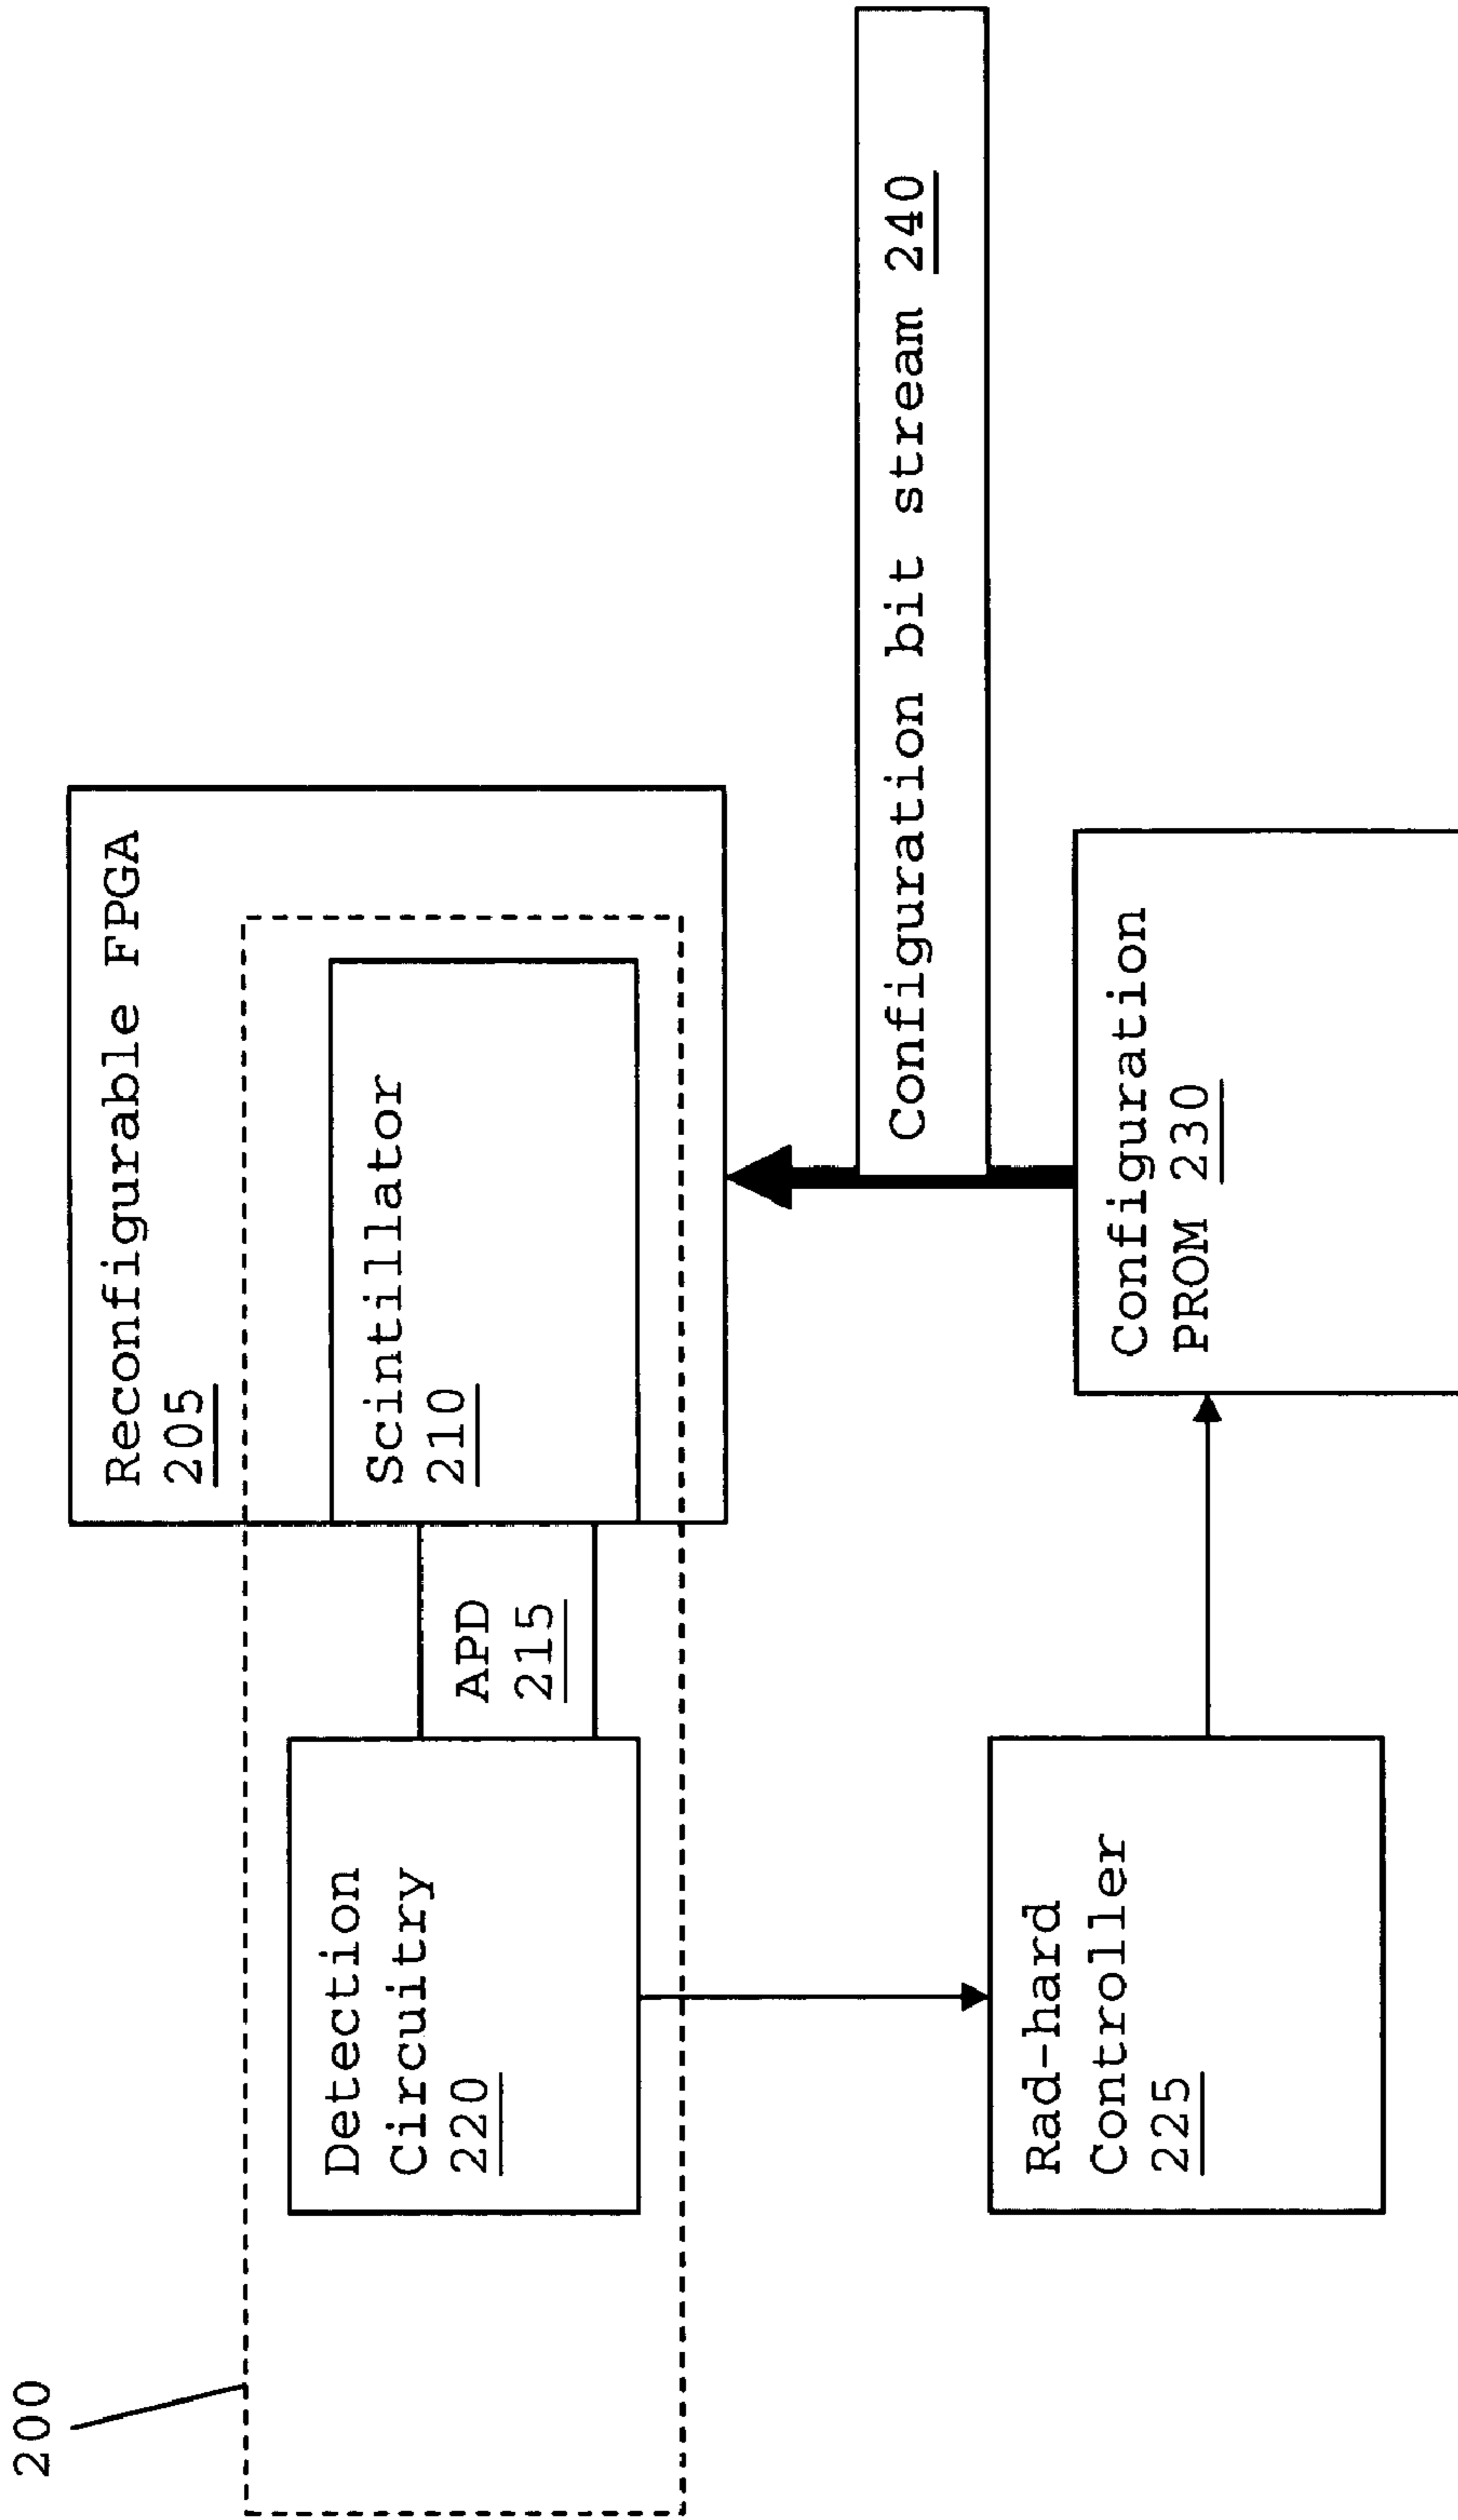 200
Reconfigurable FPGA
205
Scintillator
210
APD
215
Detection
Circuitry
220
Configuration bit stream 240
Rad-hard
Controller
225
Configuration
PROM 230